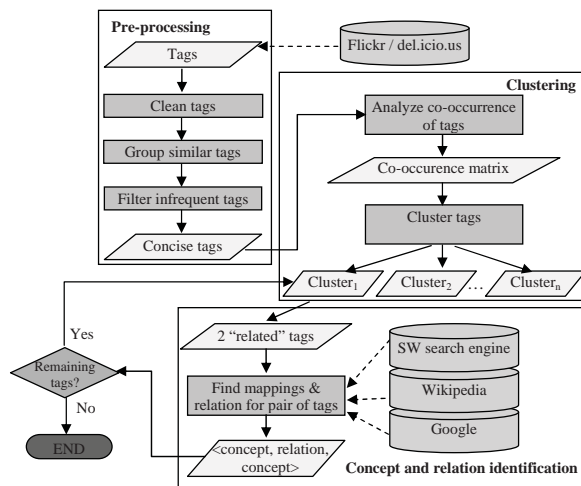 Pre-processing
Tags
Flickr / del.icio.us
Clean tags
Group similar tags
Filter infrequent tags
Concise tags
Clustering
Analyze co-occurrence
of tags
Co-occurence matrix
Cluster tags
Cluster1
Cluster2
...
Clustern
2 “related” tags
Find mappings &
relation for pair of tags
<concept, relation,
concept>
SW search engine
Wikipedia
Google
Concept and relation identification
Yes
Remaining
tags?
No
END